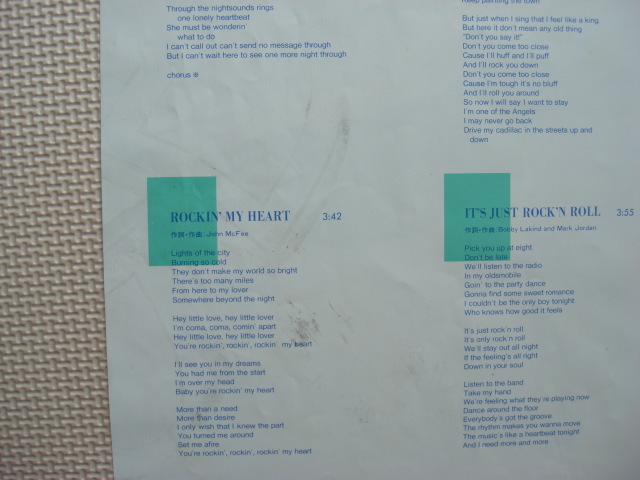 Through the nightsounds rings
one lonely heartbeat
She must be wonderin'
what to do
I can't call out can't send no message through
But I can't wait here to see one more night through
chorus ※
ROCKIN' MY HEART 3:42
作詞・作曲: John McFee
Lights of the city
Burning so cold
They don't make my world so bright
There's too many miles
From here to my lover
Somewhere beyond the night
Hey little love, hey little lover
I'm coma, coma, comin' apart
Hey little love, hey little lover
You're rockin', rockin', rockin' my heart
I'll see you in my dreams
You had me from the start
I'm over my head
Baby you're rockin' my heart
More than a need
More than desire
I only wish that I knew the part
You turned me around
Set me afire
You're rockin', rockin', rockin' my heart
Keep painting the town
But just when I sing that I feel like a king
But here it don't mean any old thing
"Don't you say it!"
Don't you come too close
Cause I'll huff and I'll puff
And I'll rock you down
Don't you come too close
Cause I'm tough it's no bluff
And I'll roll you around
So now I will say I want to stay
I'm one of the Angels
I may never go back
Drive my cadillac in the streets up and
down
IT'S JUST ROCK'N ROLL 3:55
作詞・作曲: Bobby Lakind and Mark Jordan
Pick you up at eight
Don't be late
We'll listen to the radio
In my oldsmobile
Goin' to the party dance
Gonna find some sweet romance
I couldn't be the only boy tonight
Who knows how good it feels
It's just rock'n roll
It's only rock'n roll
We'll stay out all night
If the feeling's all right
Down in your soul
Listen to the band
Take my hand
We're feeling what they're playing now
Dance around the floor
Everybody's got the groove
The rhythm makes you wanna move
The music's like a heartbeat tonight
And I need more and more